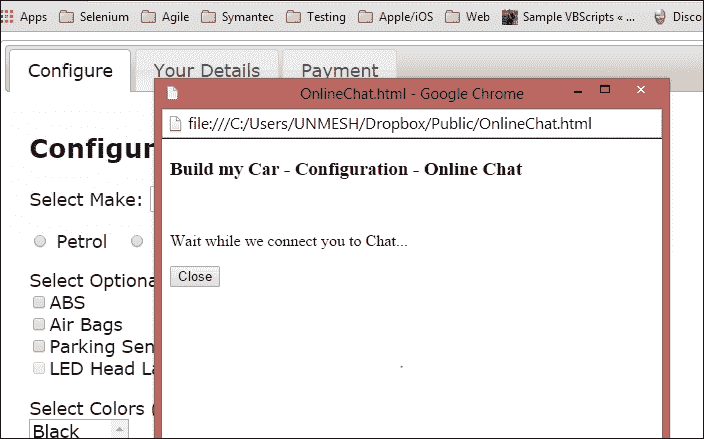 Apps Selenium Agile Symantec Testing Apple/iOS Web Sample VBScripts « ... Disco
Configure Your Details Payment
OnlineChat.html - Google Chrome
file:///C:/Users/UNMESH/Dropbox/Public/OnlineChat.html
Configur
Build my Car - Configuration - Online Chat
Select Make:
Petrol
Wait while we connect you to Chat...
Close
Select Optiona
ABS
Air Bags
Parking Sen
LED Head La
Select Colors (
Black